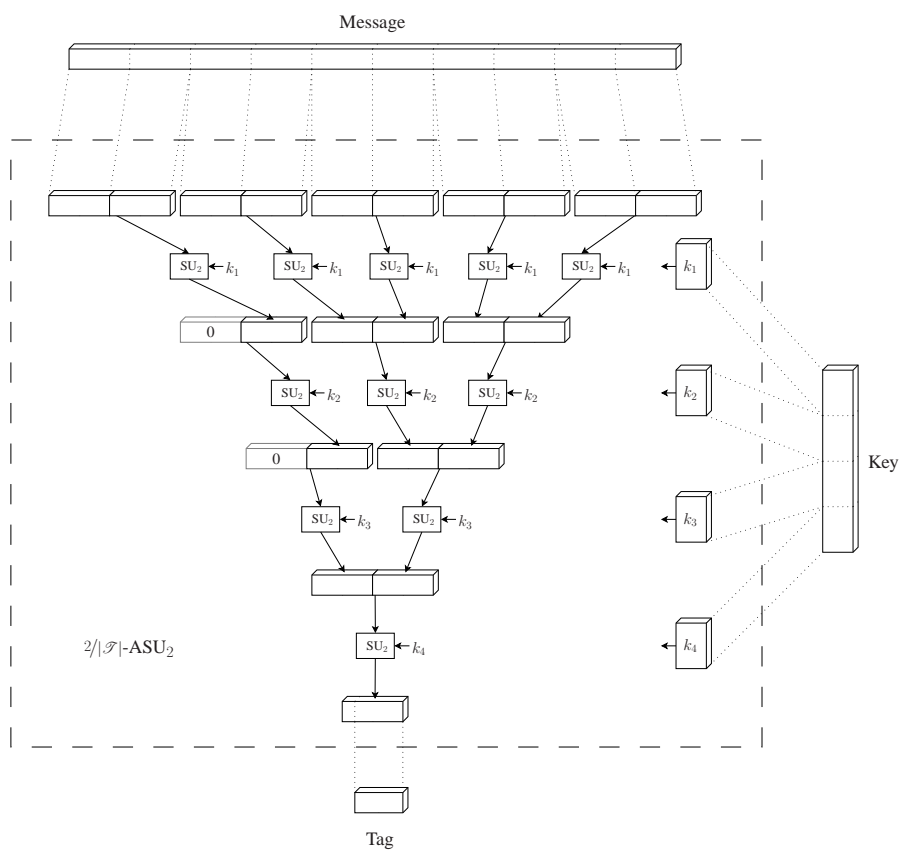 Message
SU₂ k₁ SU₂ k₁ SU₂ k₁ SU₂ k₁ SU₂ k₁ k₁
0
SU₂ k₂ SU₂ k₂ SU₂ k₂ k₂
0 Key
SU₂ k₃ SU₂ k₃ k₃
2/|𝒯|-ASU₂ SU₂ k₄ k₄
Tag